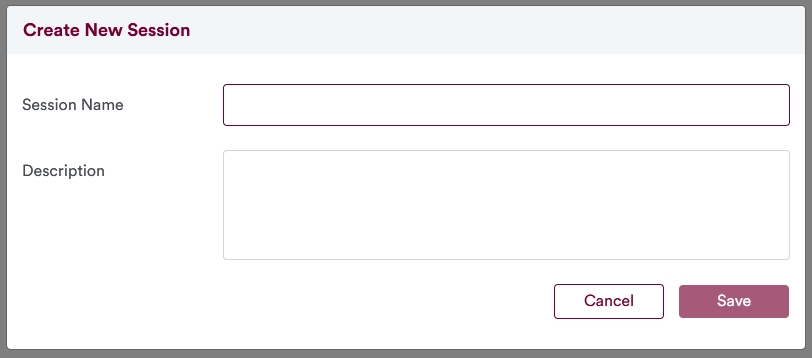 Create New Session
Session Name
Description
Cancel
Save